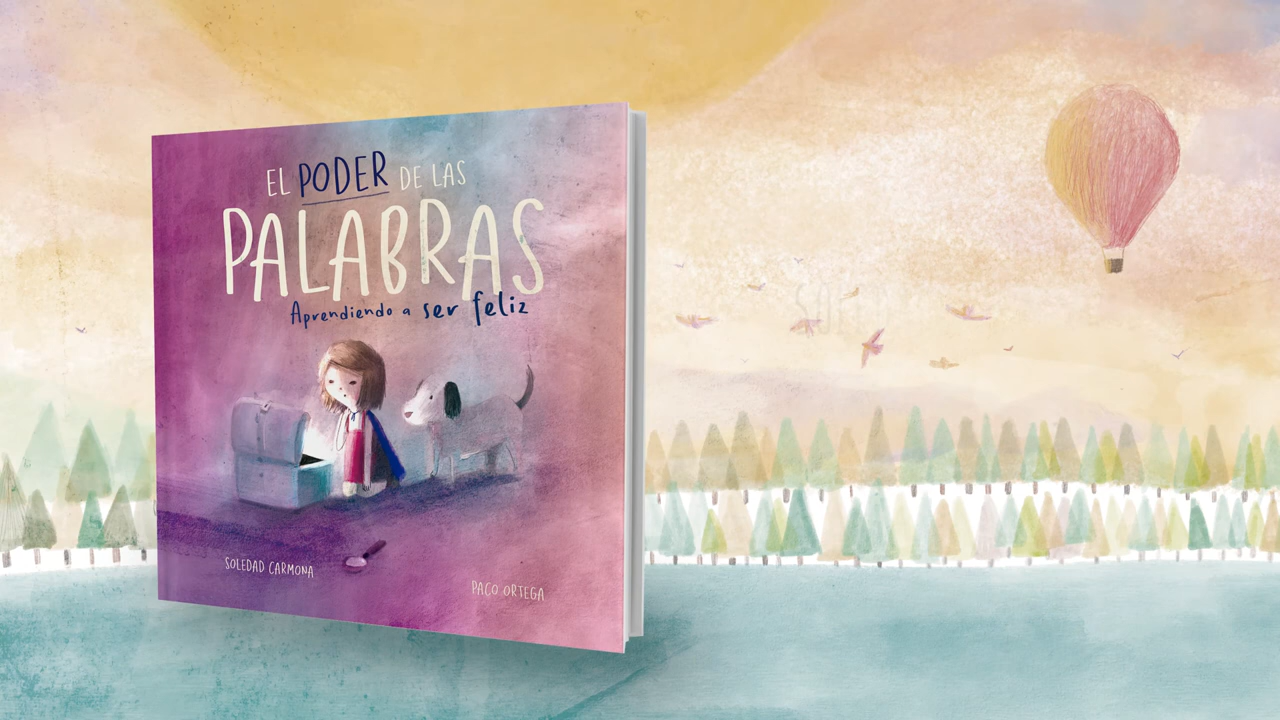 EL PODER DE LAS
PALABRAS
Aprendiendo a ser feliz
SOLEDAD CARMONA
PACO ORTEGA